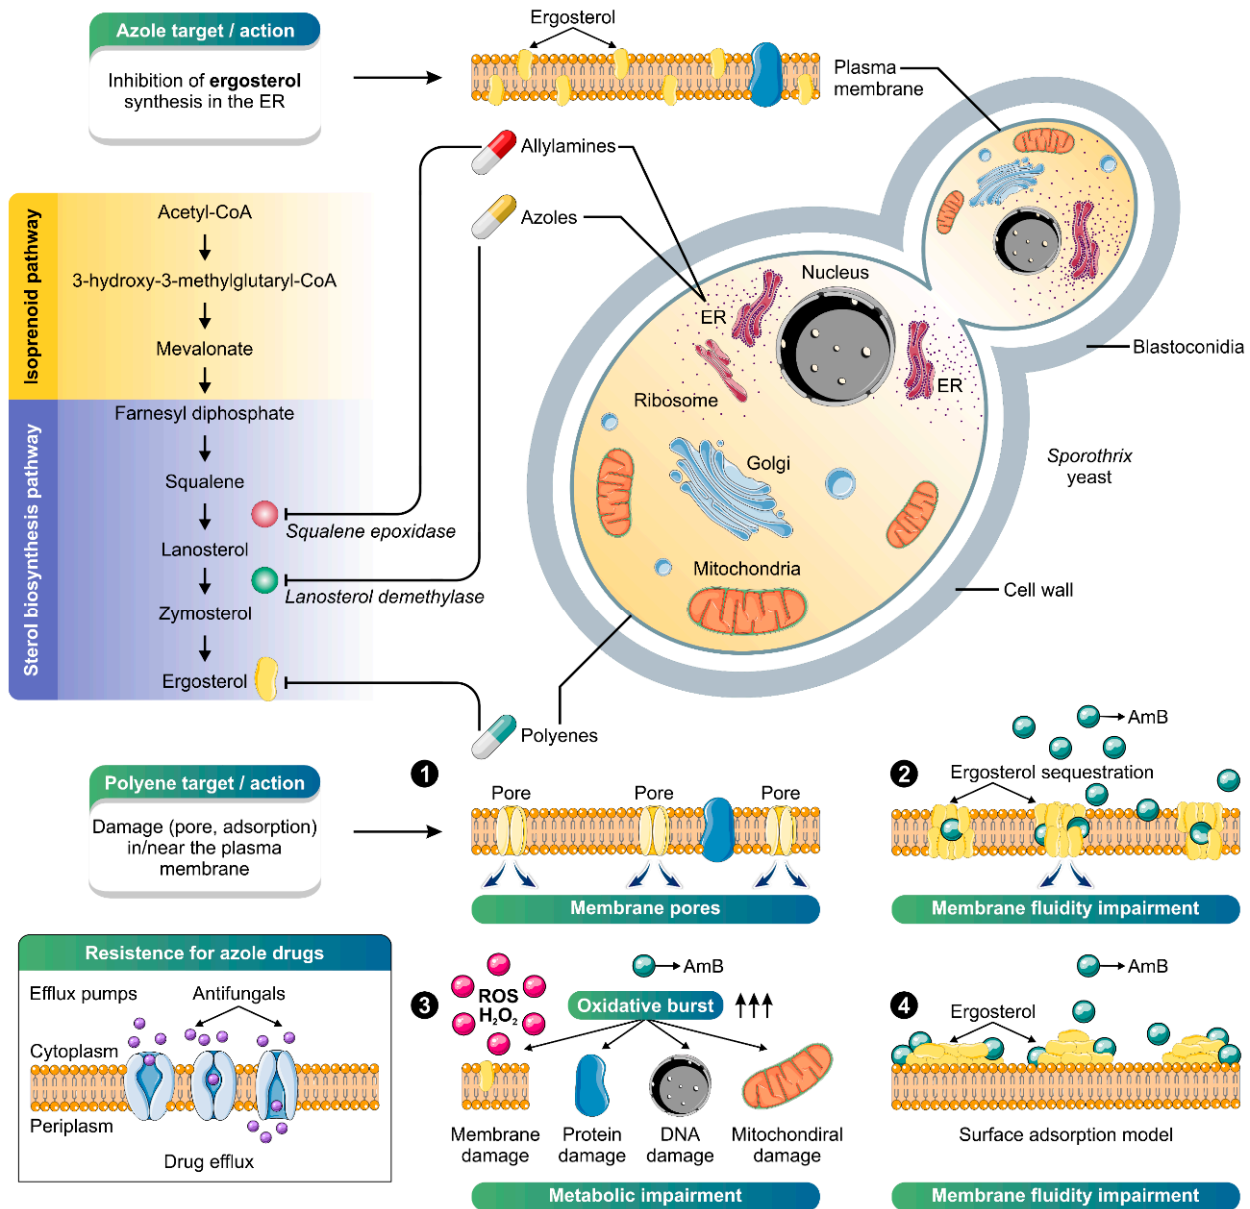 Azole target / action
Inhibition of ergosterol
synthesis in the ER
Ergosterol
Plasma
membrane
Allylamines
Azoles
Isoprenoid pathway
Acetyl-CoA
3-hydroxy-3-methylglutaryl-CoA
Mevalonate
Sterol biosynthesis pathway
Farnesyl diphosphate
Squalene
Squalene epoxidase
Lanosterol
Lanosterol demethylase
Zymosterol
Ergosterol
Nucleus
ER
Ribosome
ER
Golgi
Mitochondria
Blastoconidia
Sporothrix
yeast
Cell wall
Polyenes
Polyene target / action
Damage (pore, adsorption)
in/near the plasma
membrane
1
Pore
Pore
Pore
Membrane pores
2
AmB
Ergosterol sequestration
Membrane fluidity impairment
Resistence for azole drugs
Efflux pumps
Antifungals
Cytoplasm
Periplasm
Drug efflux
3
ROS
H₂O₂
AmB
Oxidative burst
Membrane
damage
Protein
damage
DNA
damage
Mitochondiral
damage
Metabolic impairment
4
AmB
Ergosterol
Surface adsorption model
Membrane fluidity impairment